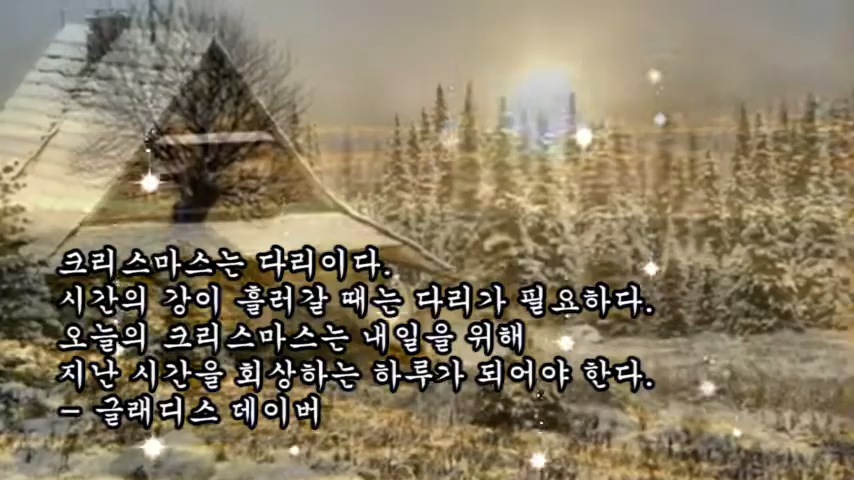 크리스마스는 다리이다.
시간의 강이 흘러갈 때는 다리가 필요하다.
오늘의 크리스마스는 내일을 위해
지난 시간을 회상하는 하루가 되어야 한다.
- 글래디스 데이버